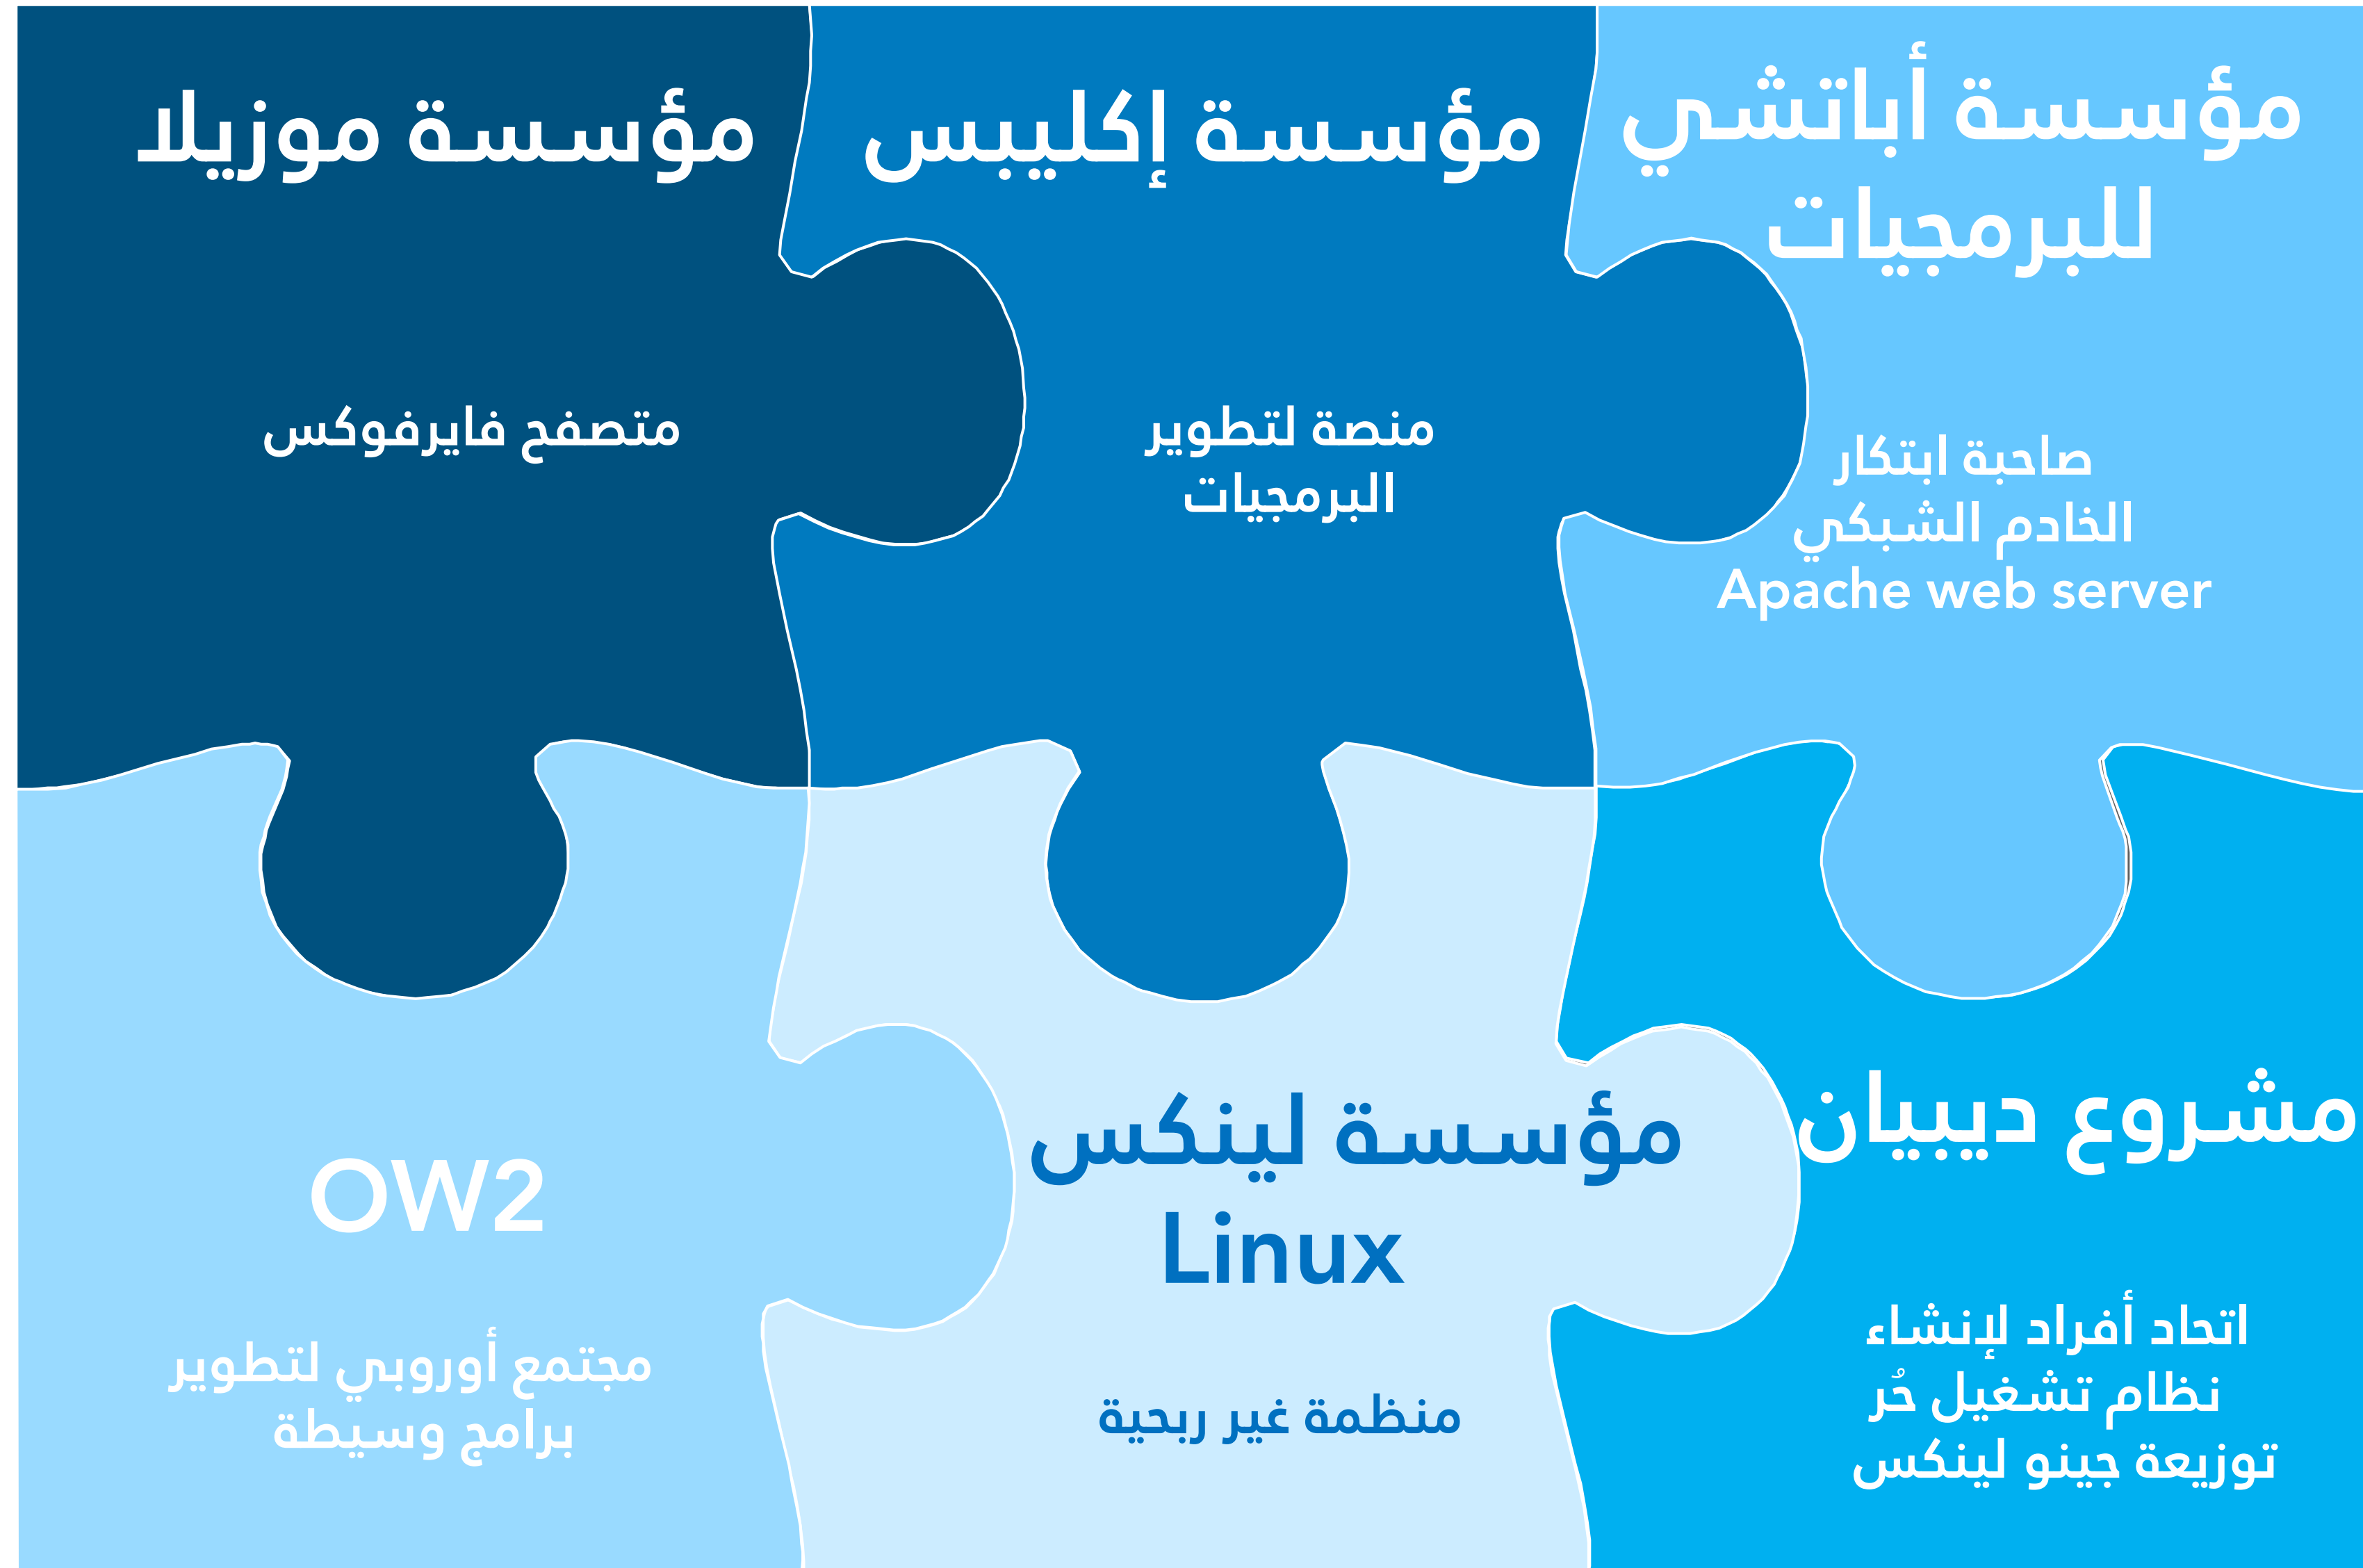 مؤسسة أباتشي
للبرمجيات
صاحبة ابتكار
الخادم الشبكي
Apache web server
مؤسسة إكليبس
منصة لتطوير
البرمجيات
مؤسسة موزيلا
متصفح فايرفوكس
مشروع ديبيان
اتحاد أفراد لإنشاء
نظام تشغيل حُر
توزيعة جينو لينكس
مؤسسة لينكس
Linux
منظمة غير ربحية
OW2
مجتمع أوروبي لتطوير
برامج وسيطة